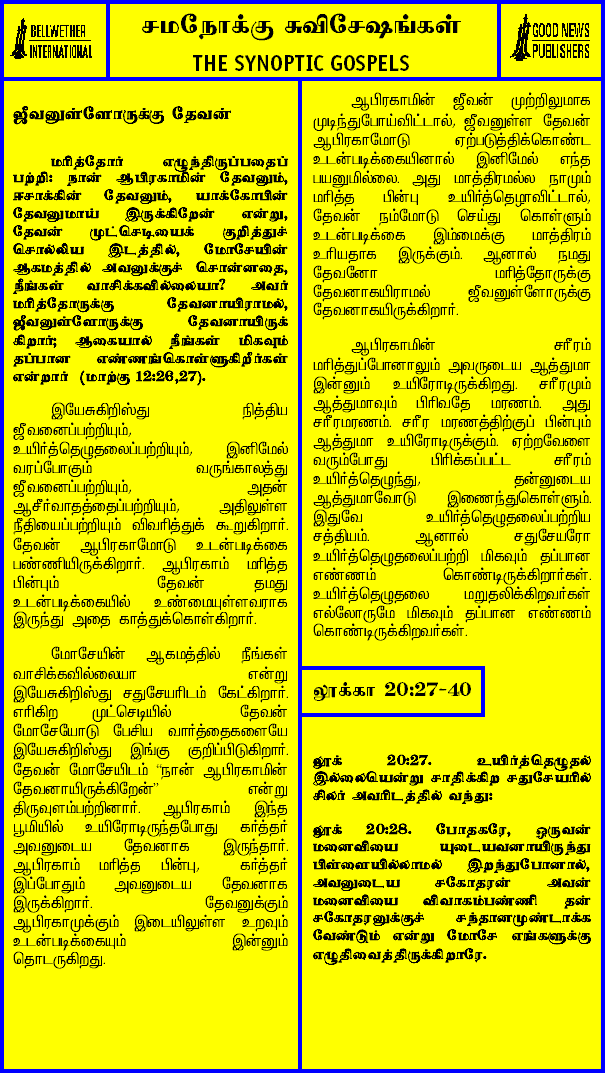 BELLWETHER
INTERNATIONAL
சமநோக்கு சுவிசேஷங்கள்
THE SYNOPTIC GOSPELS
GOOD NEWS
PUBLISHERS
ஜீவனுள்ளோருக்கு தேவன்
மரித்தோர் எழுந்திருப்பதைப்
பற்றி: நான் ஆபிரகாமின் தேவனும்,
ஈசாக்கின் தேவனும், யாக்கோபின்
தேவனுமாய் இருக்கிறேன் என்று,
தேவன் முட்செடியைக் குறித்துச்
சொல்லிய இடத்தில், மோசேயின்
ஆகமத்தில் அவனுக்குச் சொன்னதை,
நீங்கள் வாசிக்கவில்லையா? அவர்
மரித்தோருக்கு தேவனாயிராமல்,
ஜீவனுள்ளோருக்கு தேவனாயிருக்
கிறார்; ஆகையால் நீங்கள் மிகவும்
தப்பான எண்ணங்கொள்ளுகிறீர்கள்
என்றார் (மாற்கு 12:26,27).
இயேசுகிறிஸ்து நித்திய
ஜீவனைப்பற்றியும்,
உயிர்த்தெழுதலைப்பற்றியும், இனிமேல்
வரப்போகும் வருங்காலத்து
ஜீவனைப்பற்றியும், அதன்
ஆசீர்வாதத்தைப்பற்றியும், அதிலுள்ள
நீதியைப்பற்றியும் விவரித்துக் கூறுகிறார்.
தேவன் ஆபிரகாமோடு உடன்படிக்கை
பண்ணியிருக்கிறார். ஆபிரகாம் மரித்த
பின்பும் தேவன் தமது
உடன்படிக்கையில் உண்மையுள்ளவராக
இருந்து அதை காத்துக்கொள்கிறார்.
மோசேயின் ஆகமத்தில் நீங்கள்
வாசிக்கவில்லையா என்று
இயேசுகிறிஸ்து சதுசேயரிடம் கேட்கிறார்.
எரிகிற முட்செடியில் தேவன்
மோசேயோடு பேசிய வார்த்தைகளையே
இயேசுகிறிஸ்து இங்கு குறிப்பிடுகிறார்.
தேவன் மோசேயிடம் “நான் ஆபிரகாமின்
தேவனாயிருக்கிறேன்” என்று
திருவுளம்பற்றினார். ஆபிரகாம் இந்த
பூமியில் உயிரோடிருந்தபோது கர்த்தர்
அவனுடைய தேவனாக இருந்தார்.
ஆபிரகாம் மரித்த பின்பு, கர்த்தர்
இப்போதும் அவனுடைய தேவனாக
இருக்கிறார். தேவனுக்கும்
ஆபிரகாமுக்கும் இடையிலுள்ள உறவும்
உடன்படிக்கையும் இன்னும்
தொடருகிறது.
ஆபிரகாமின் ஜீவன் முற்றிலுமாக
முடிந்துபோய்விட்டால், ஜீவனுள்ள தேவன்
ஆபிரகாமோடு ஏற்படுத்திக்கொண்ட
உடன்படிக்கையினால் இனிமேல் எந்த
பயனுமில்லை. அது மாத்திரமல்ல நாமும்
மரித்த பின்பு உயிர்த்தெழாவிட்டால்,
தேவன் நம்மோடு செய்து கொள்ளும்
உடன்படிக்கை இம்மைக்கு மாத்திரம்
உரியதாக இருக்கும். ஆனால் நமது
தேவனோ மரித்தோருக்கு
தேவனாகயிராமல் ஜீவனுள்ளோருக்கு
தேவனாகயிருக்கிறார்.
ஆபிரகாமின் சரீரம்
மரித்துப்போனாலும் அவருடைய ஆத்துமா
இன்னும் உயிரோடிருக்கிறது. சரீரமும்
ஆத்துமாவும் பிரிவதே மரணம். அது
சரீரமரணம். சரீர மரணத்திற்குப் பின்பும்
ஆத்துமா உயிரோடிருக்கும். ஏற்றவேளை
வரும்போது பிரிக்கப்பட்ட சரீரம்
உயிர்த்தெழுந்து, தன்னுடைய
ஆத்துமாவோடு இணைந்துகொள்ளும்.
இதுவே உயிர்த்தெழுதலைப்பற்றிய
சத்தியம். ஆனால் சதுசேயரோ
உயிர்த்தெழுதலைப்பற்றி மிகவும் தப்பான
எண்ணம் கொண்டிருக்கிறார்கள்.
உயிர்த்தெழுதலை மறுதலிக்கிறவர்கள்
எல்லோருமே மிகவும் தப்பான எண்ணம்
கொண்டிருக்கிறவர்கள்.
லூக்கா 20:27-40
லூக் 20:27. உயிர்த்தெழுதல்
இல்லையென்று சாதிக்கிற சதுசேயரில்
சிலர் அவரிடத்தில் வந்து:
லூக் 20:28. போதகரே, ஒருவன்
மனைவியை யுடையவனாயிருந்து
பிள்ளையில்லாமல் இறந்துபோனால்,
அவனுடைய சகோதரன் அவன்
மனைவியை விவாகம்பண்ணி தன்
சகோதரனுக்குச் சந்தானமுண்டாக்க
வேண்டும் என்று மோசே எங்களுக்கு
எழுதிவைத்திருக்கிறாரே.